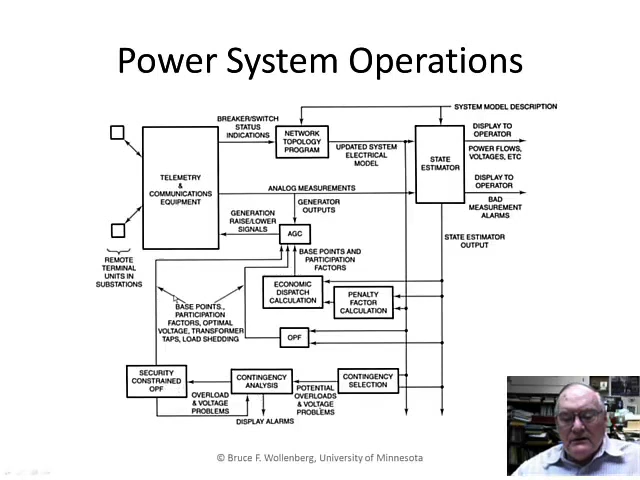 Power System Operations
SYSTEM MODEL DESCRIPTION
BREAKER/SWITCH
STATUS
INDICATIONS
NETWORK
TOPOLOGY
PROGRAM
UPDATED SYSTEM
ELECTRICAL
MODEL
STATE
ESTIMATOR
DISPLAY TO
OPERATOR
POWER FLOWS,
VOLTAGES, ETC
DISPLAY TO
OPERATOR
BAD
MEASUREMENT
ALARMS
TELEMETRY
&
COMMUNICATIONS
EQUIPMENT
ANALOG MEASUREMENTS
GENERATOR
OUTPUTS
GENERATION
RAISE/LOWER
SIGNALS
AGC
STATE ESTIMATOR
OUTPUT
REMOTE
TERMINAL
UNITS IN
SUBSTATIONS
BASE POINTS AND
PARTICIPATION
FACTORS
ECONOMIC
DISPATCH
CALCULATION
PENALTY
FACTOR
CALCULATION
BASE POINTS,
PARTICIPATION
FACTORS, OPTIMAL
VOLTAGE, TRANSFORMER
TAPS, LOAD SHEDDING
OPF
SECURITY
CONSTRAINED
OPF
OVERLOAD
& VOLTAGE
PROBLEMS
CONTINGENCY
ANALYSIS
POTENTIAL
OVERLOADS
& VOLTAGE
PROBLEMS
CONTINGENCY
SELECTION
DISPLAY ALARMS
© Bruce F. Wollenberg, University of Minnesota